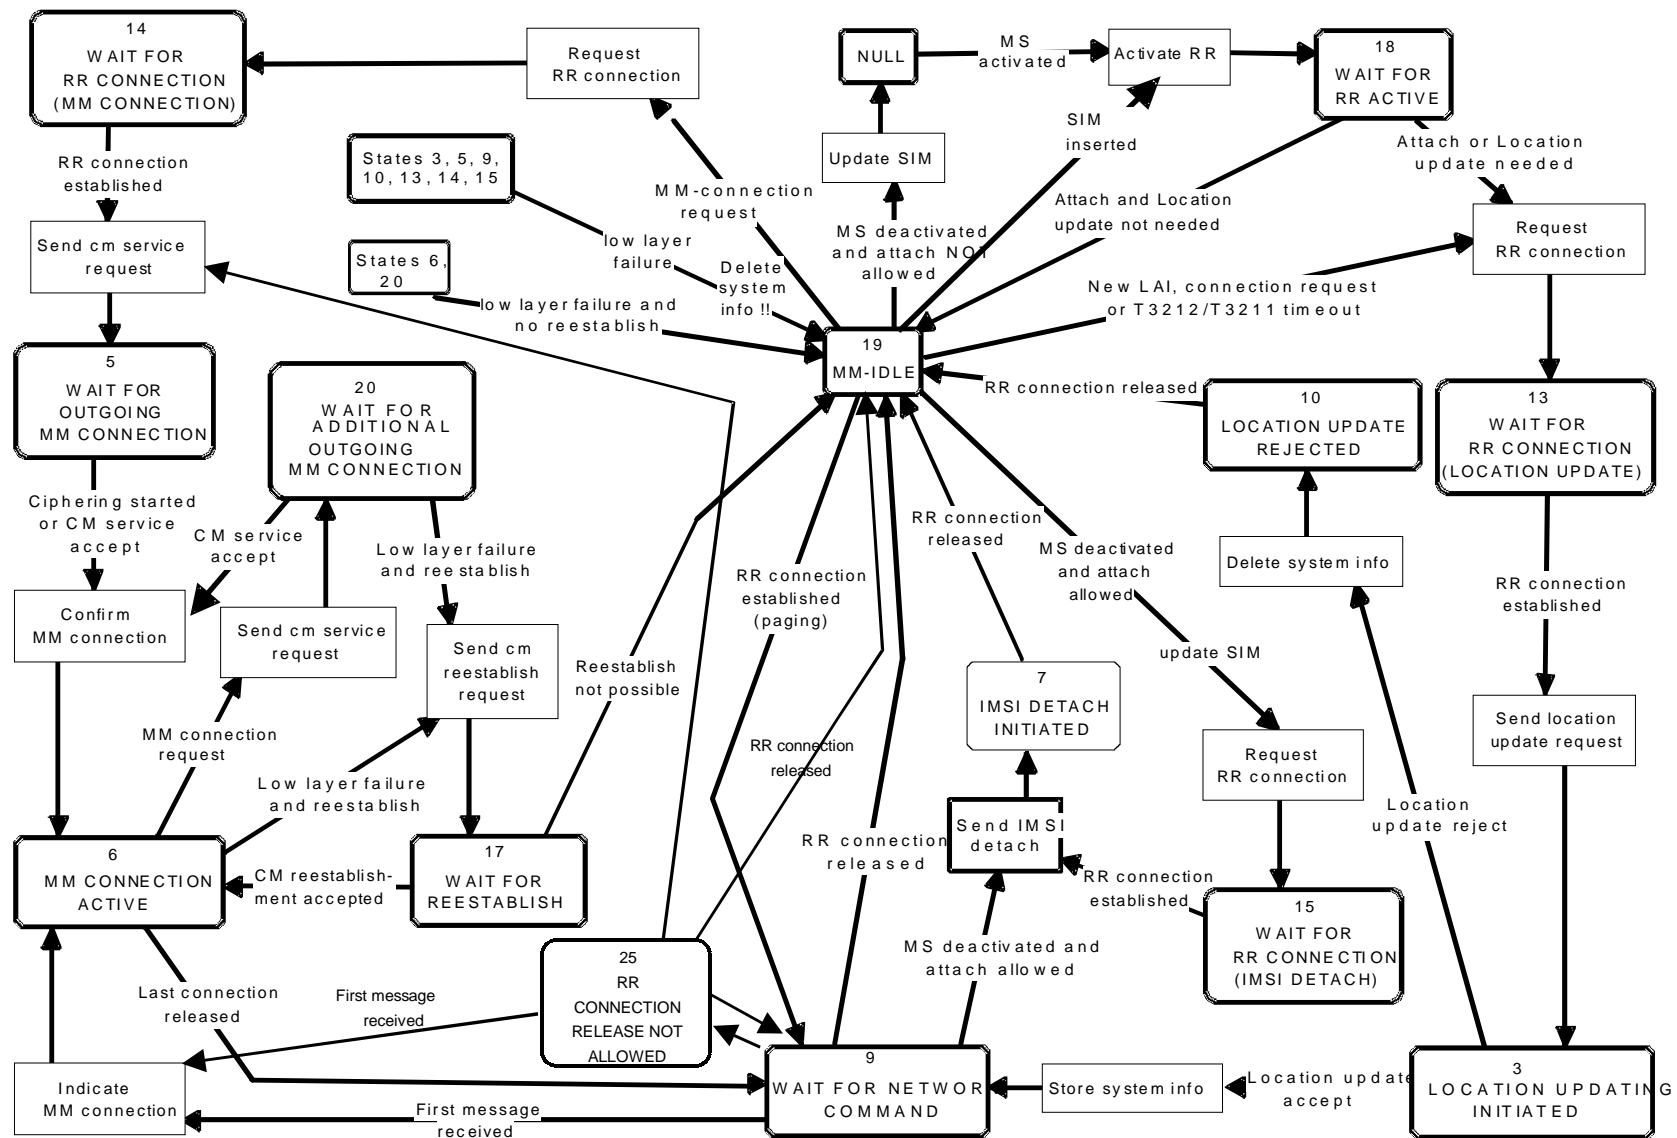 14
WAIT FOR
RR CONNECTION
(MM CONNECTION)
Request
RR connection
NULL
MS
activated
Activate RR
18
WAIT FOR
RR ACTIVE
States 3, 5, 9,
10, 13, 14, 15
Update SIM
SIM
inserted
Attach or Location
update needed
RR connection
established
MM-connection
request
Attach and Location
update not needed
Send cm service
request
States 6,
20
low layer
failure
Delete
system
info !!
MS deactivated
and attach NOT
allowed
Request
RR connection
low layer failure and
no reestablish
New LAI, connection request
or T3212/T3211 timeout
5
WAIT FOR
OUTGOING
MM CONNECTION
20
WAIT FOR
ADDITIONAL
OUTGOING
MM CONNECTION
19
MM-IDLE
RR connection released
10
LOCATION UPDATE
REJECTED
13
WAIT FOR
RR CONNECTION
(LOCATION UPDATE)
Ciphering started
or CM service
accept
CM service
accept
Low layer failure
and reestablish
RR connection
released
MS deactivated
and attach
allowed
Delete system info
RR connection
established
(paging)
RR connection
established
Confirm
MM connection
Send cm service
request
Send cm
reestablish
request
Reestablish
not possible
update SIM
7
IMSI DETACH
INITIATED
Send location
update request
MM connection
request
RR connection
released
Request
RR connection
Low layer failure
and reestablish
Location
update reject
Send IMSI
detach
RR connection
released
6
MM CONNECTION
ACTIVE
CM reestablish-
ment accepted
17
WAIT FOR
REESTABLISH
RR connection
established
15
WAIT FOR
RR CONNECTION
(IMSI DETACH)
MS deactivated and
attach allowed
25
RR
CONNECTION
RELEASE NOT
ALLOWED
Last connection
released
First message
received
Indicate
MM connection
First message
received
9
WAIT FOR NETWOR
COMMAND
Store system info
Location update
accept
3
LOCATION UPDATING
INITIATED